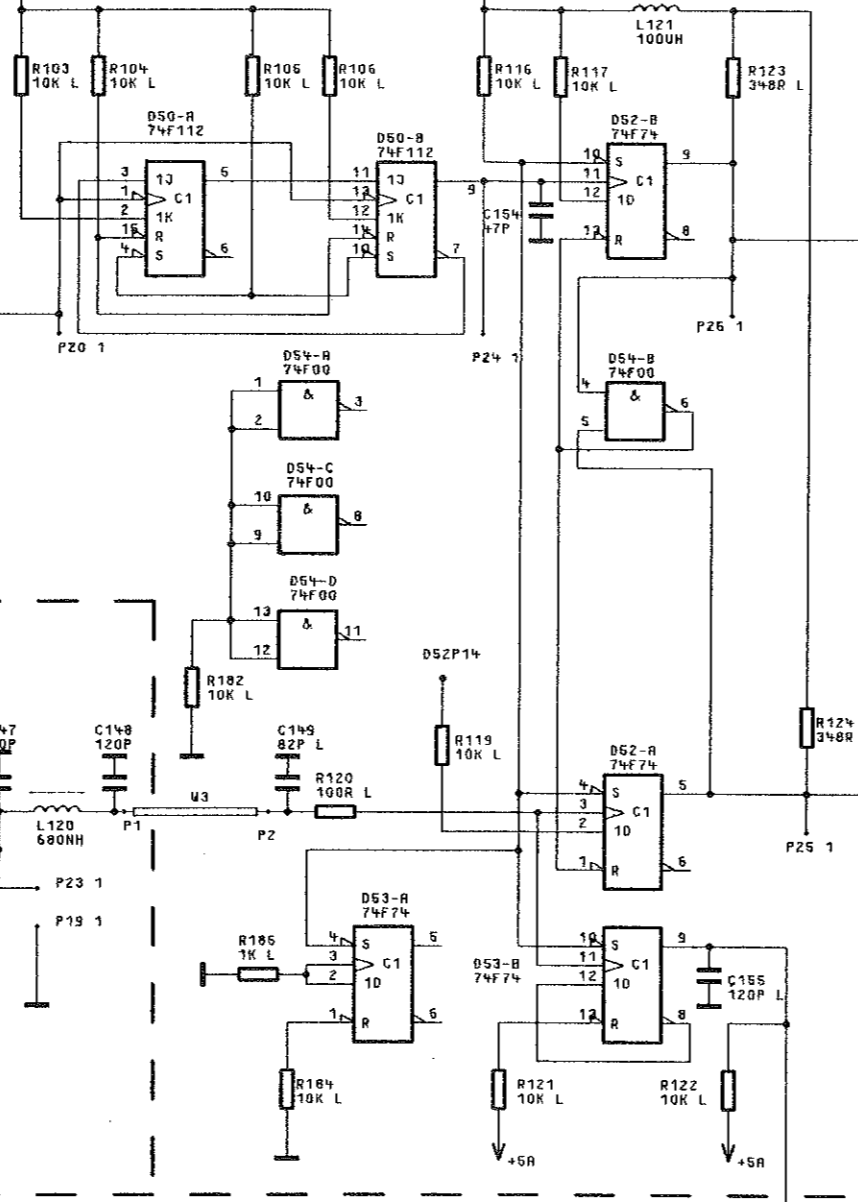 L121
100UH
R103
10K L
R104
10K L
R105
10K L
R106
10K L
R116
10K L
R117
10K L
R123
348R L
D50-A
74F112
D50-B
74F112
D52-B
74F74
3
1
2
15
4
1J
C1
1K
R
S
5
6
11
13
12
14
10
1J
C1
1K
R
S
9
7
C154
47P
10
11
12
13
S
C1
1D
R
9
8
P20 1
P24 1
P26 1
D54-A
74F00
1
2
&
3
D54-B
74F00
4
5
&
6
D54-C
74F00
10
9
&
8
D54-D
74F00
13
12
&
11
R182
10K L
D52P14
R119
10K L
R124
348R
47
0P
C148
120P
C149
82P L
R120
100R L
W3
L120
680NH
P1
P2
D52-A
74F74
4
3
2
1
S
C1
1D
R
5
6
P25 1
P23 1
P19 1
D53-A
74F74
4
3
2
1
S
C1
1D
R
5
6
R185
1K L
D53-B
74F74
10
11
12
13
S
C1
1D
R
9
8
C155
120P L
R184
10K L
R121
10K L
R122
10K L
+5A
+5A